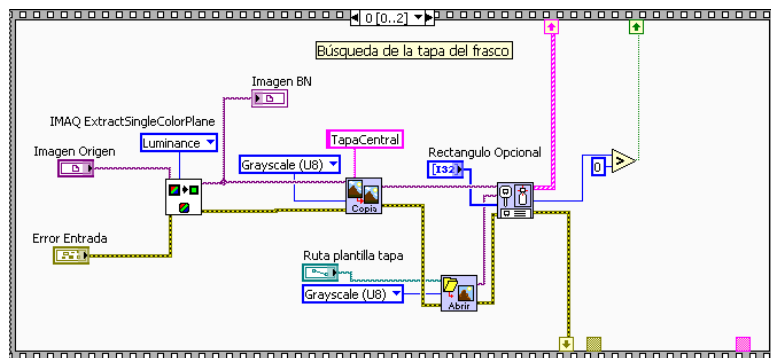 0 [0..2]
Búsqueda de la tapa del frasco
Imagen BN
IMAQ ExtractSingleColorPlane
Luminance
TapaCentral
Imagen Origen
Grayscale (U8)
Rectangulo Opcional
I32
0
>
Copia
Error Entrada
Ruta plantilla tapa
Grayscale (U8)
Abrir